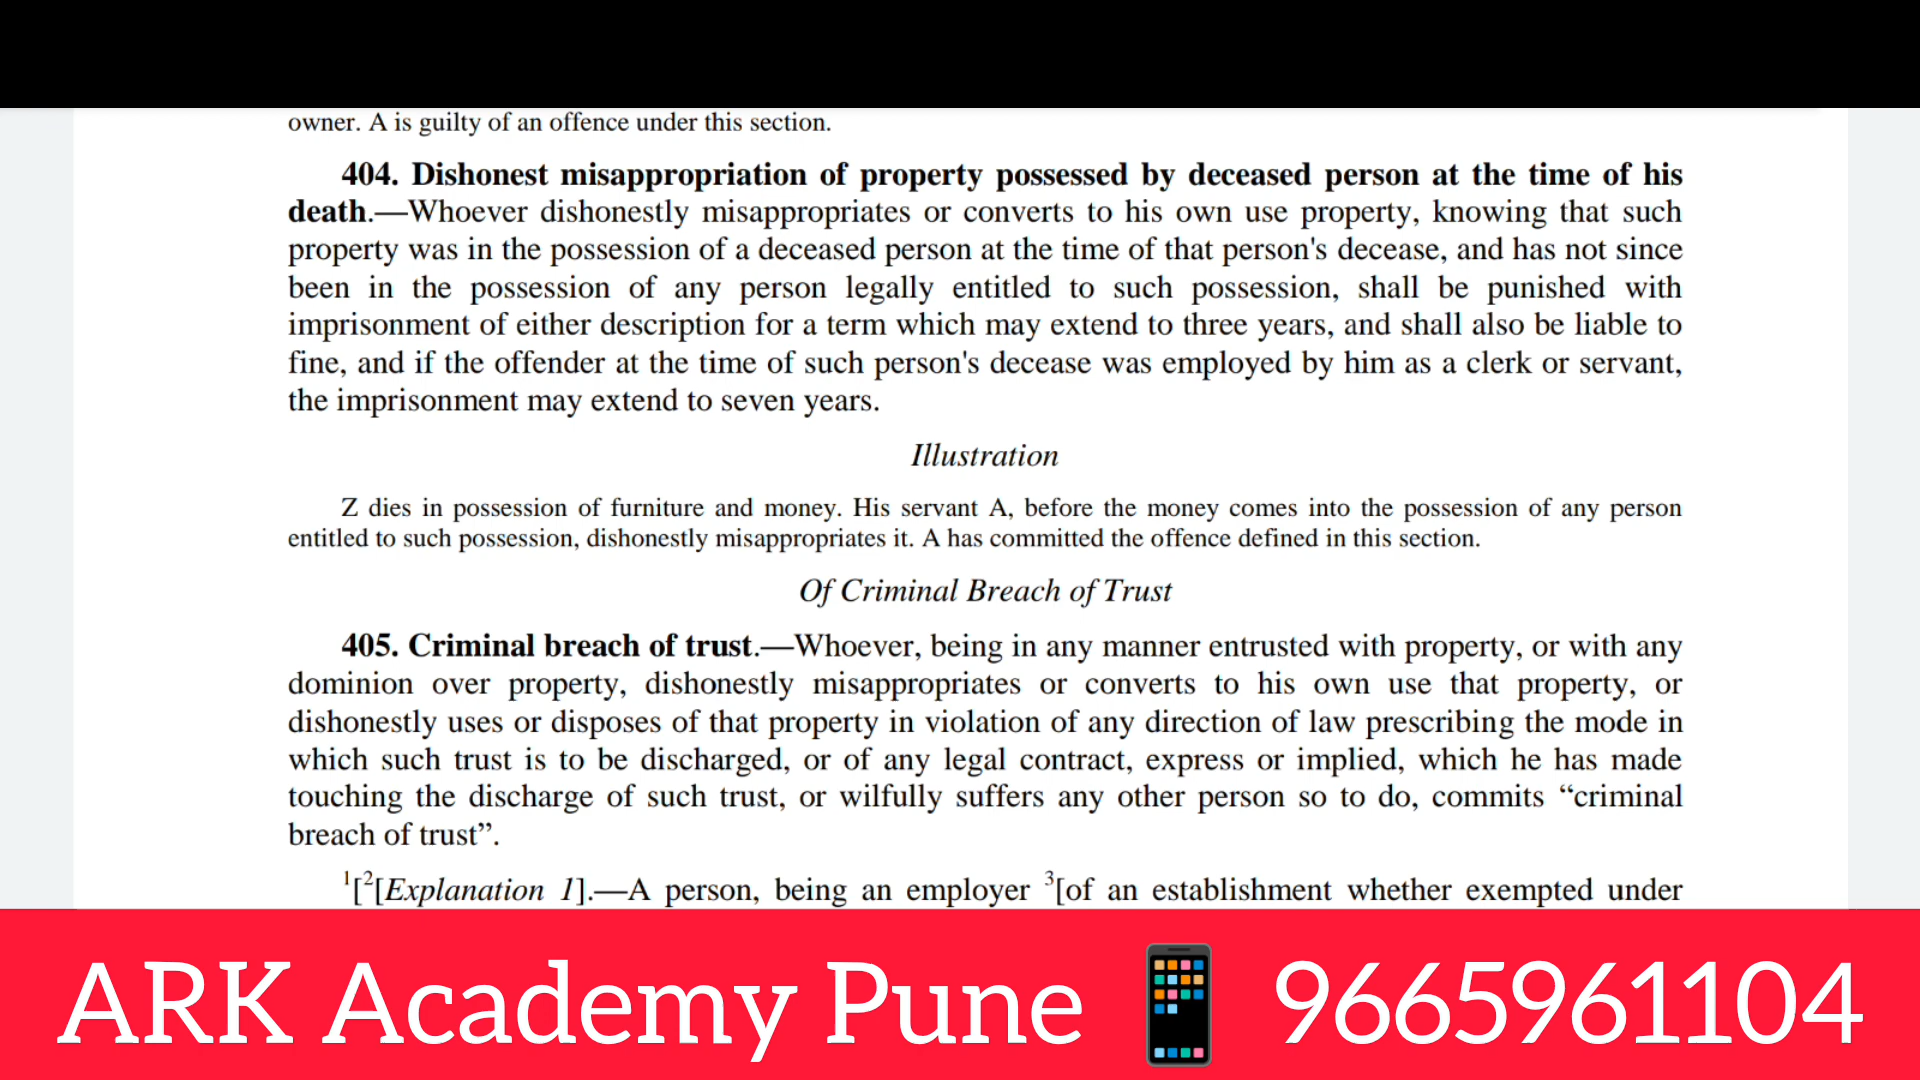 owner. A is guilty of an offence under this section.
404. Dishonest misappropriation of property possessed by deceased person at the time of his
death.—Whoever dishonestly misappropriates or converts to his own use property, knowing that such
property was in the possession of a deceased person at the time of that person's decease, and has not since
been in the possession of any person legally entitled to such possession, shall be punished with
imprisonment of either description for a term which may extend to three years, and shall also be liable to
fine, and if the offender at the time of such person's decease was employed by him as a clerk or servant,
the imprisonment may extend to seven years.
Illustration
Z dies in possession of furniture and money. His servant A, before the money comes into the possession of any person
entitled to such possession, dishonestly misappropriates it. A has committed the offence defined in this section.
Of Criminal Breach of Trust
405. Criminal breach of trust.—Whoever, being in any manner entrusted with property, or with any
dominion over property, dishonestly misappropriates or converts to his own use that property, or
dishonestly uses or disposes of that property in violation of any direction of law prescribing the mode in
which such trust is to be discharged, or of any legal contract, express or implied, which he has made
touching the discharge of such trust, or wilfully suffers any other person so to do, commits “criminal
breach of trust”.
¹[²[Explanation 1].—A person, being an employer ³[of an establishment whether exempted under
ARK Academy Pune 📱 9665961104